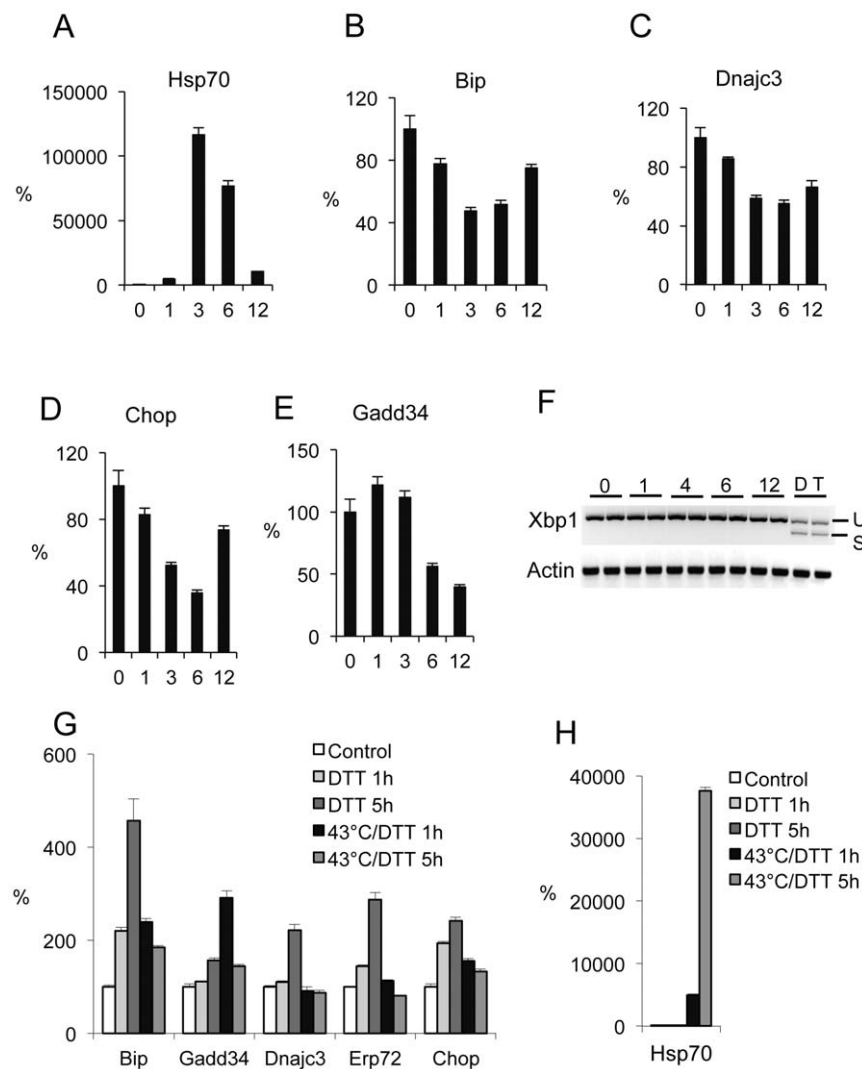 A
Hsp70
150000
100000
50000
0
%
0 1 3 6 12
B
Bip
120
80
40
0
%
0 1 3 6 12
C
Dnajc3
120
80
40
0
%
0 1 3 6 12
D
Chop
120
80
40
0
%
0 1 3 6 12
E
Gadd34
150
100
50
0
%
0 1 3 6 12
F
0 1 4 6 12 D T
Xbp1
U
S
Actin
G
600
400
200
0
%
Control
DTT 1h
DTT 5h
43°C/DTT 1h
43°C/DTT 5h
Bip Gadd34 Dnajc3 Erp72 Chop
H
40000
30000
20000
10000
0
%
Control
DTT 1h
DTT 5h
43°C/DTT 1h
43°C/DTT 5h
Hsp70